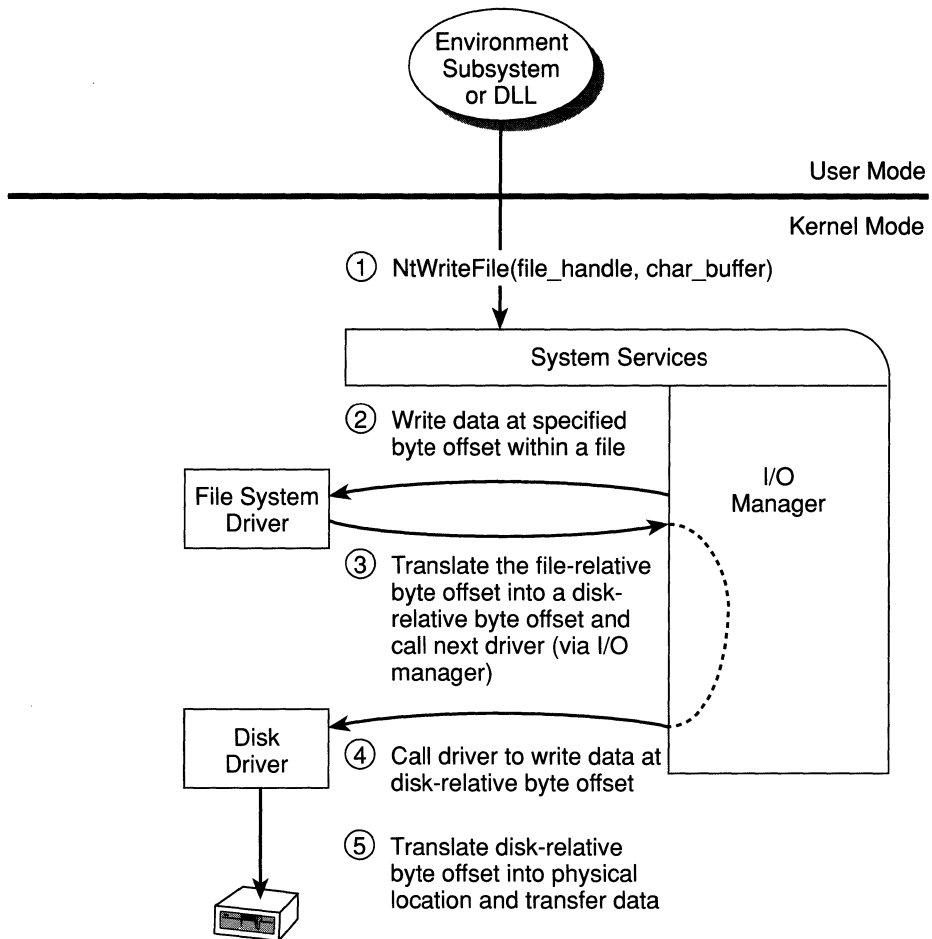 Environment
Subsystem
or DLL
User Mode
Kernel Mode
1 NtWriteFile(file_handle, char_buffer)
System Services
2 Write data at specified
byte offset within a file
I/O
Manager
File System
Driver
3 Translate the file-relative
byte offset into a disk-
relative byte offset and
call next driver (via I/O
manager)
Disk
Driver
4 Call driver to write data at
disk-relative byte offset
5 Translate disk-relative
byte offset into physical
location and transfer data